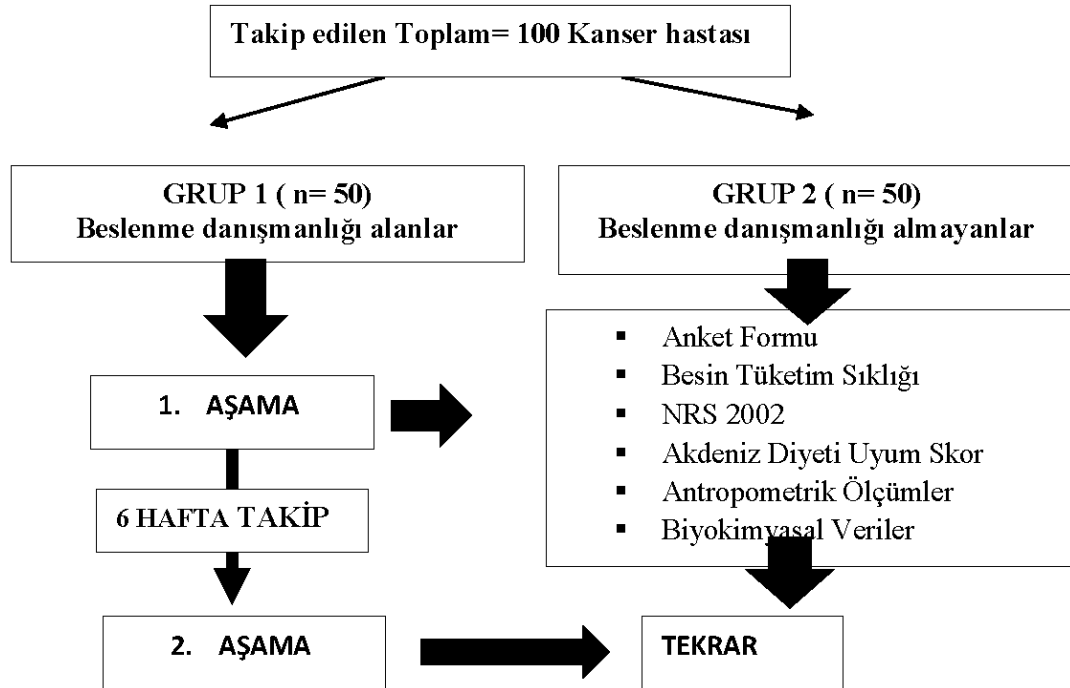 Takip edilen Toplam= 100 Kanser hastası
GRUP 1 ( n= 50)
Beslenme danışmanlığı alanlar
GRUP 2 ( n= 50)
Beslenme danışmanlığı almayanlar
1. AŞAMA
▪ Anket Formu
▪ Besin Tüketim Sıklığı
▪ NRS 2002
▪ Akdeniz Diyeti Uyum Skor
▪ Antropometrik Ölçümler
▪ Biyokimyasal Veriler
6 HAFTA TAKİP
2. AŞAMA
TEKRAR